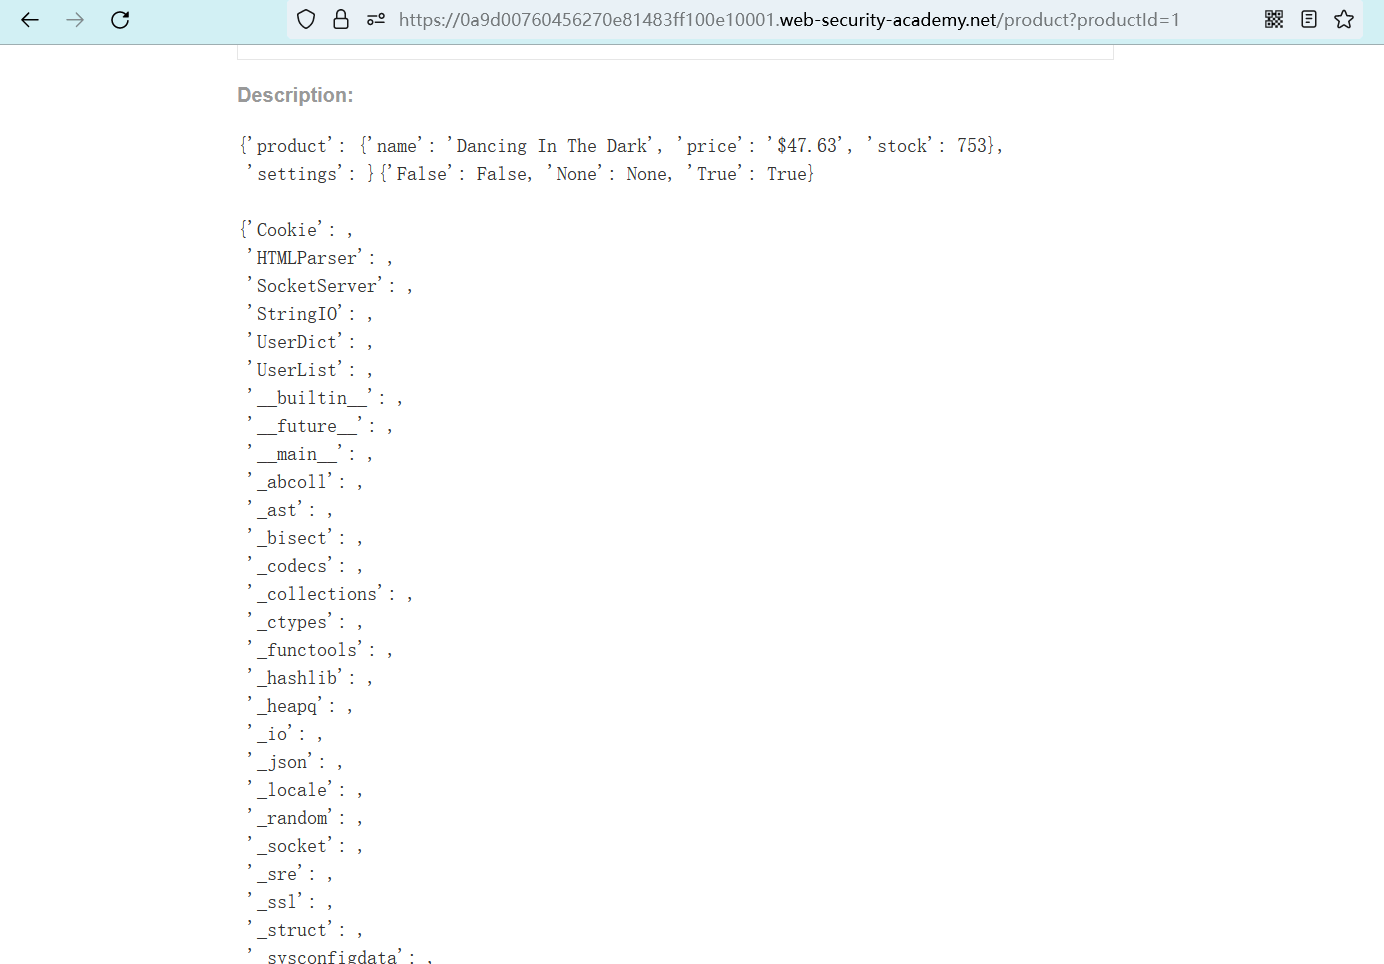 https://0a9d00760456270e81483ff100e10001.web-security-academy.net/product?productId=1
Description:
{'product': {'name': 'Dancing In The Dark', 'price': '$47.63', 'stock': 753},
'settings': }{'False': False, 'None': None, 'True': True}
{'Cookie': ,
'HTMLParser': ,
'SocketServer': ,
'StringIO': ,
'UserDict': ,
'UserList': ,
'__builtin__': ,
'__future__': ,
'__main__': ,
'_abcoll': ,
'_ast': ,
'_bisect': ,
'_codecs': ,
'_collections': ,
'_ctypes': ,
'_functools': ,
'_hashlib': ,
'_heapq': ,
'_io': ,
'_json': ,
'_locale': ,
'_random': ,
'_socket': ,
'_sre': ,
'_ssl': ,
'_struct': ,
'_sysconfigdata': ,